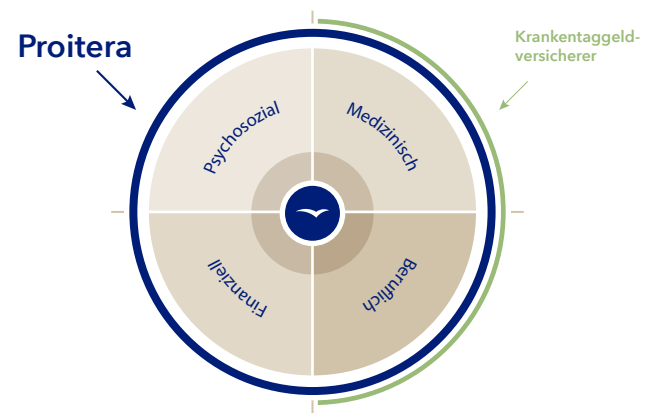 Proitera
Krankentaggeld-
versicherer
Psychosozial
Medizinisch
Finanziell
Beruflich